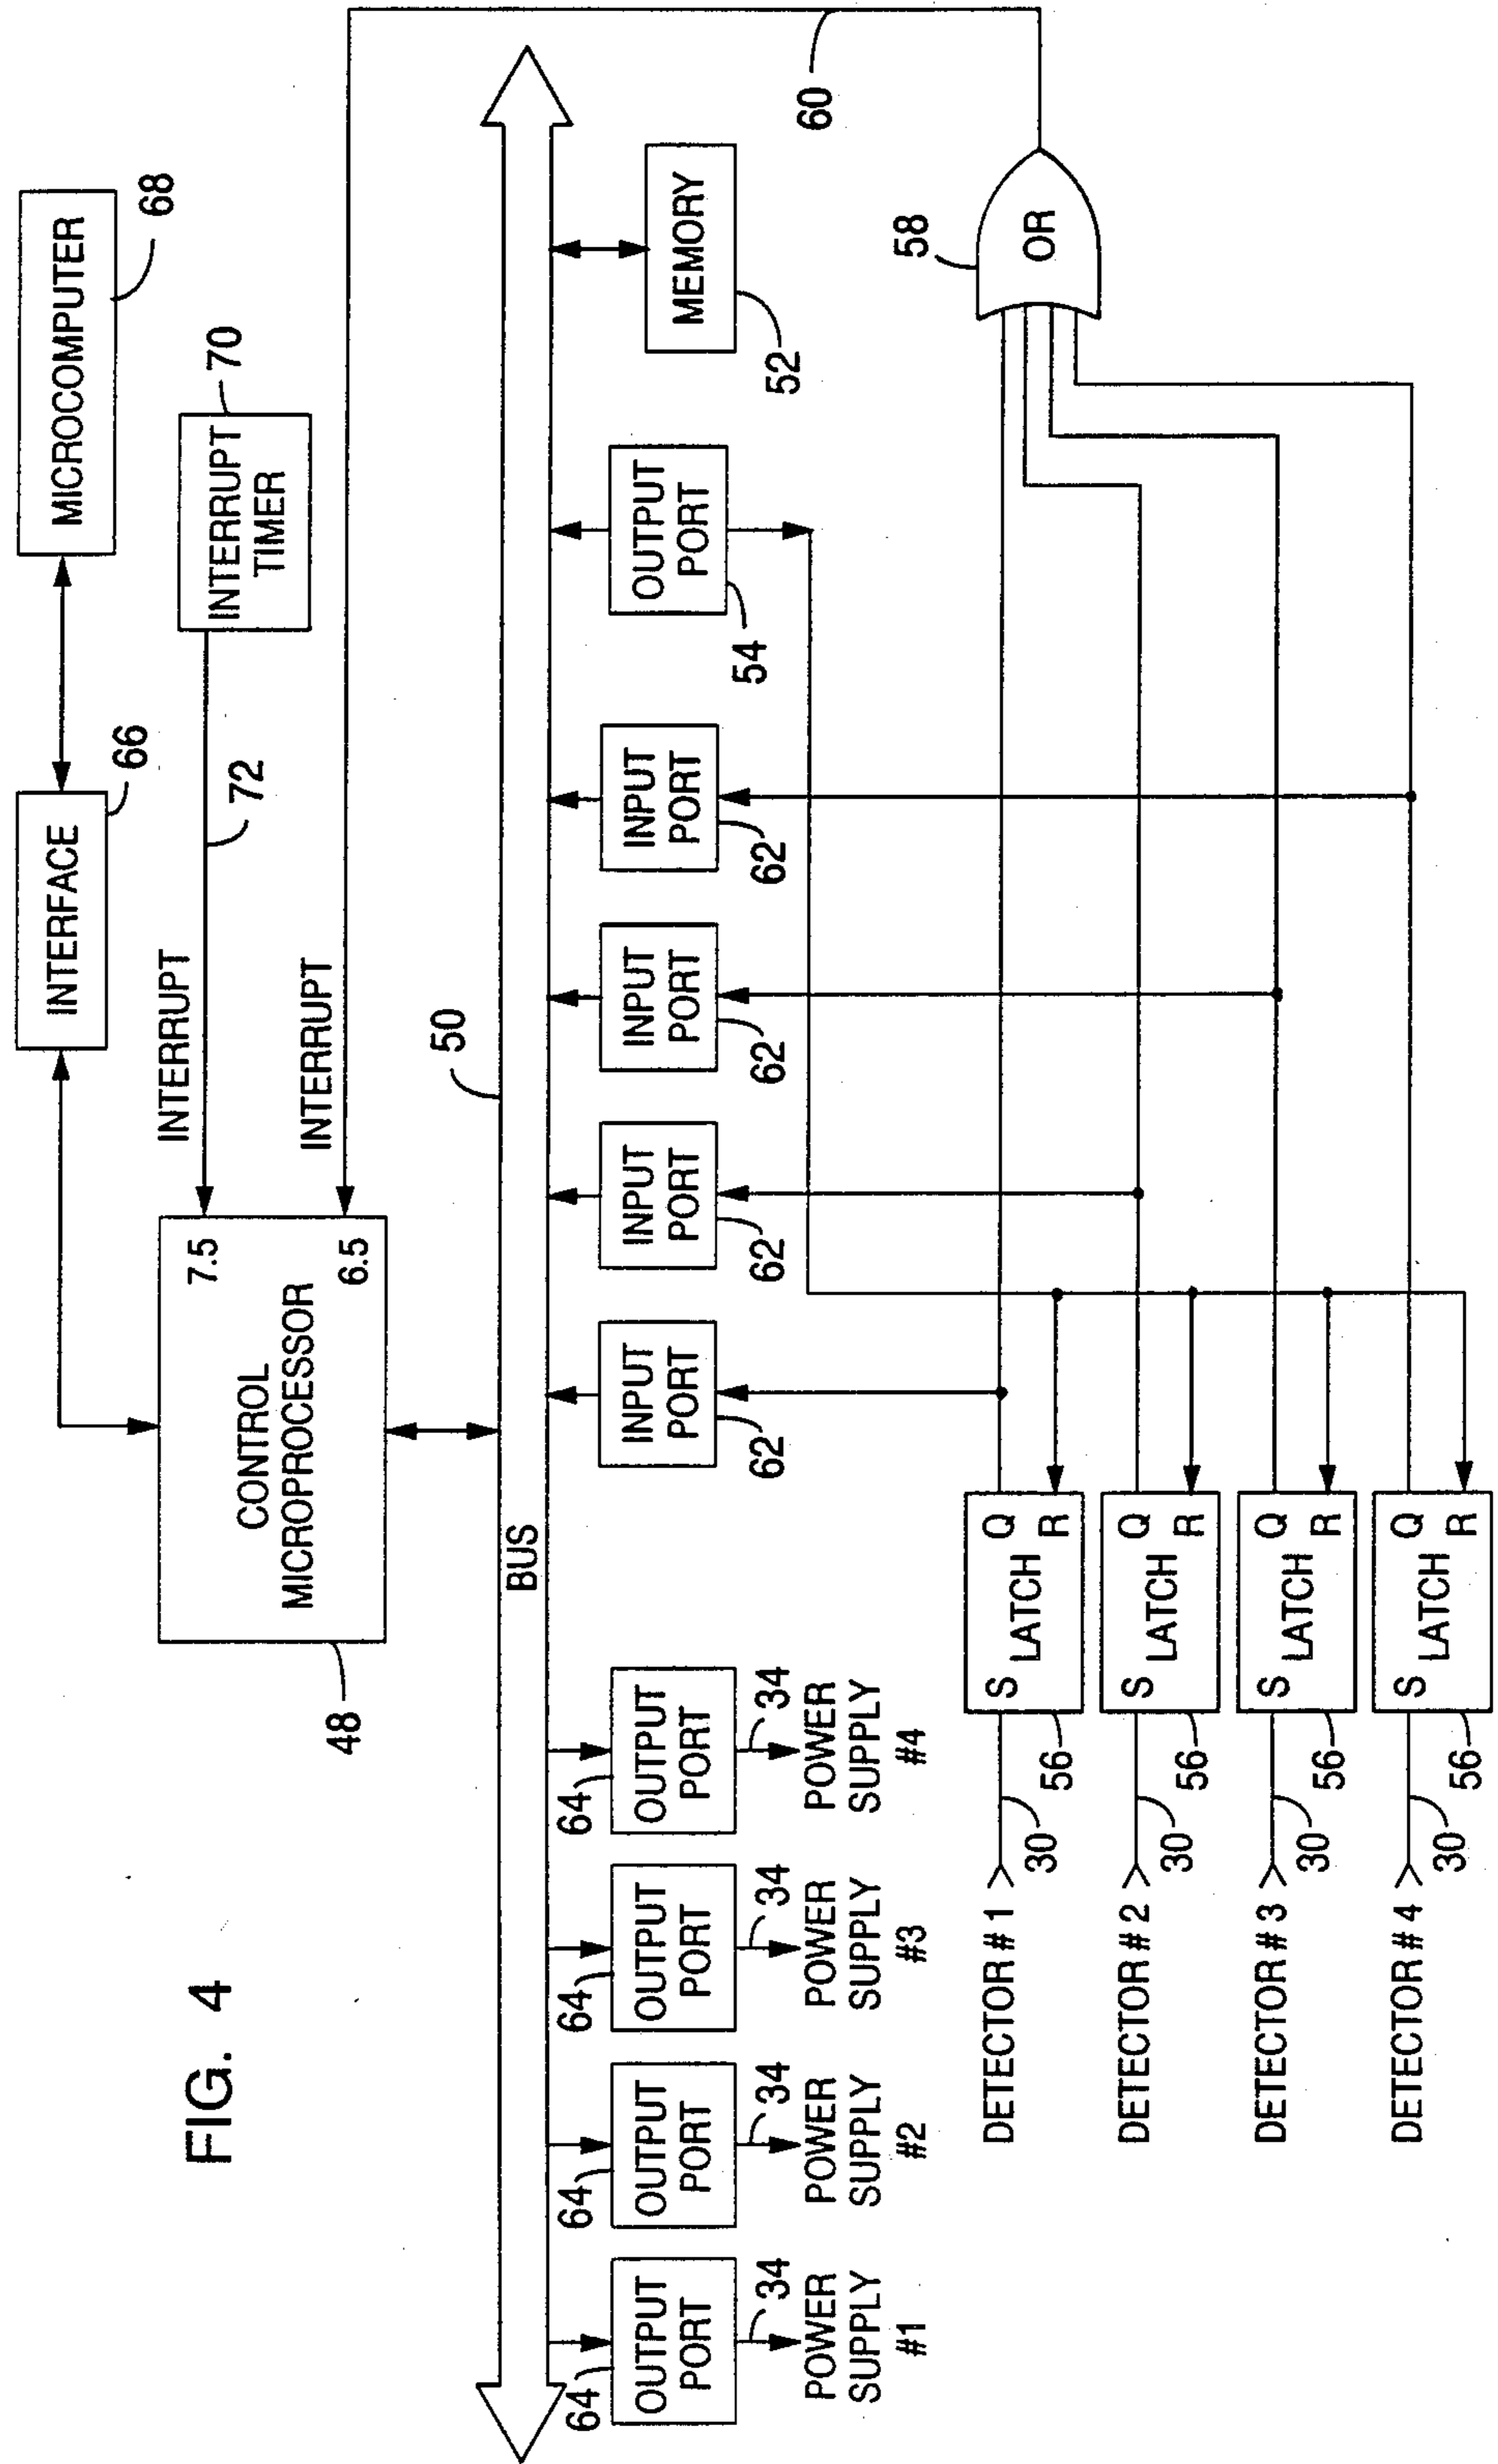 FIG. 4
MICROCOMPUTER
68
INTERFACE
66
INTERRUPT
TIMER
70
INTERRUPT
72
INTERRUPT
60
CONTROL
MICROPROCESSOR
7.5
6.5
48
BUS
50
OUTPUT
PORT
64
34
POWER
SUPPLY
#1
OUTPUT
PORT
64
34
POWER
SUPPLY
#2
OUTPUT
PORT
64
34
POWER
SUPPLY
#3
OUTPUT
PORT
64
34
POWER
SUPPLY
#4
INPUT
PORT
62
INPUT
PORT
62
INPUT
PORT
62
INPUT
PORT
62
OUTPUT
PORT
54
MEMORY
52
58
OR
DETECTOR # 1
30
S
LATCH
Q
R
56
DETECTOR # 2
30
S
LATCH
Q
R
56
DETECTOR # 3
30
S
LATCH
Q
R
56
DETECTOR # 4
30
S
LATCH
Q
R
56